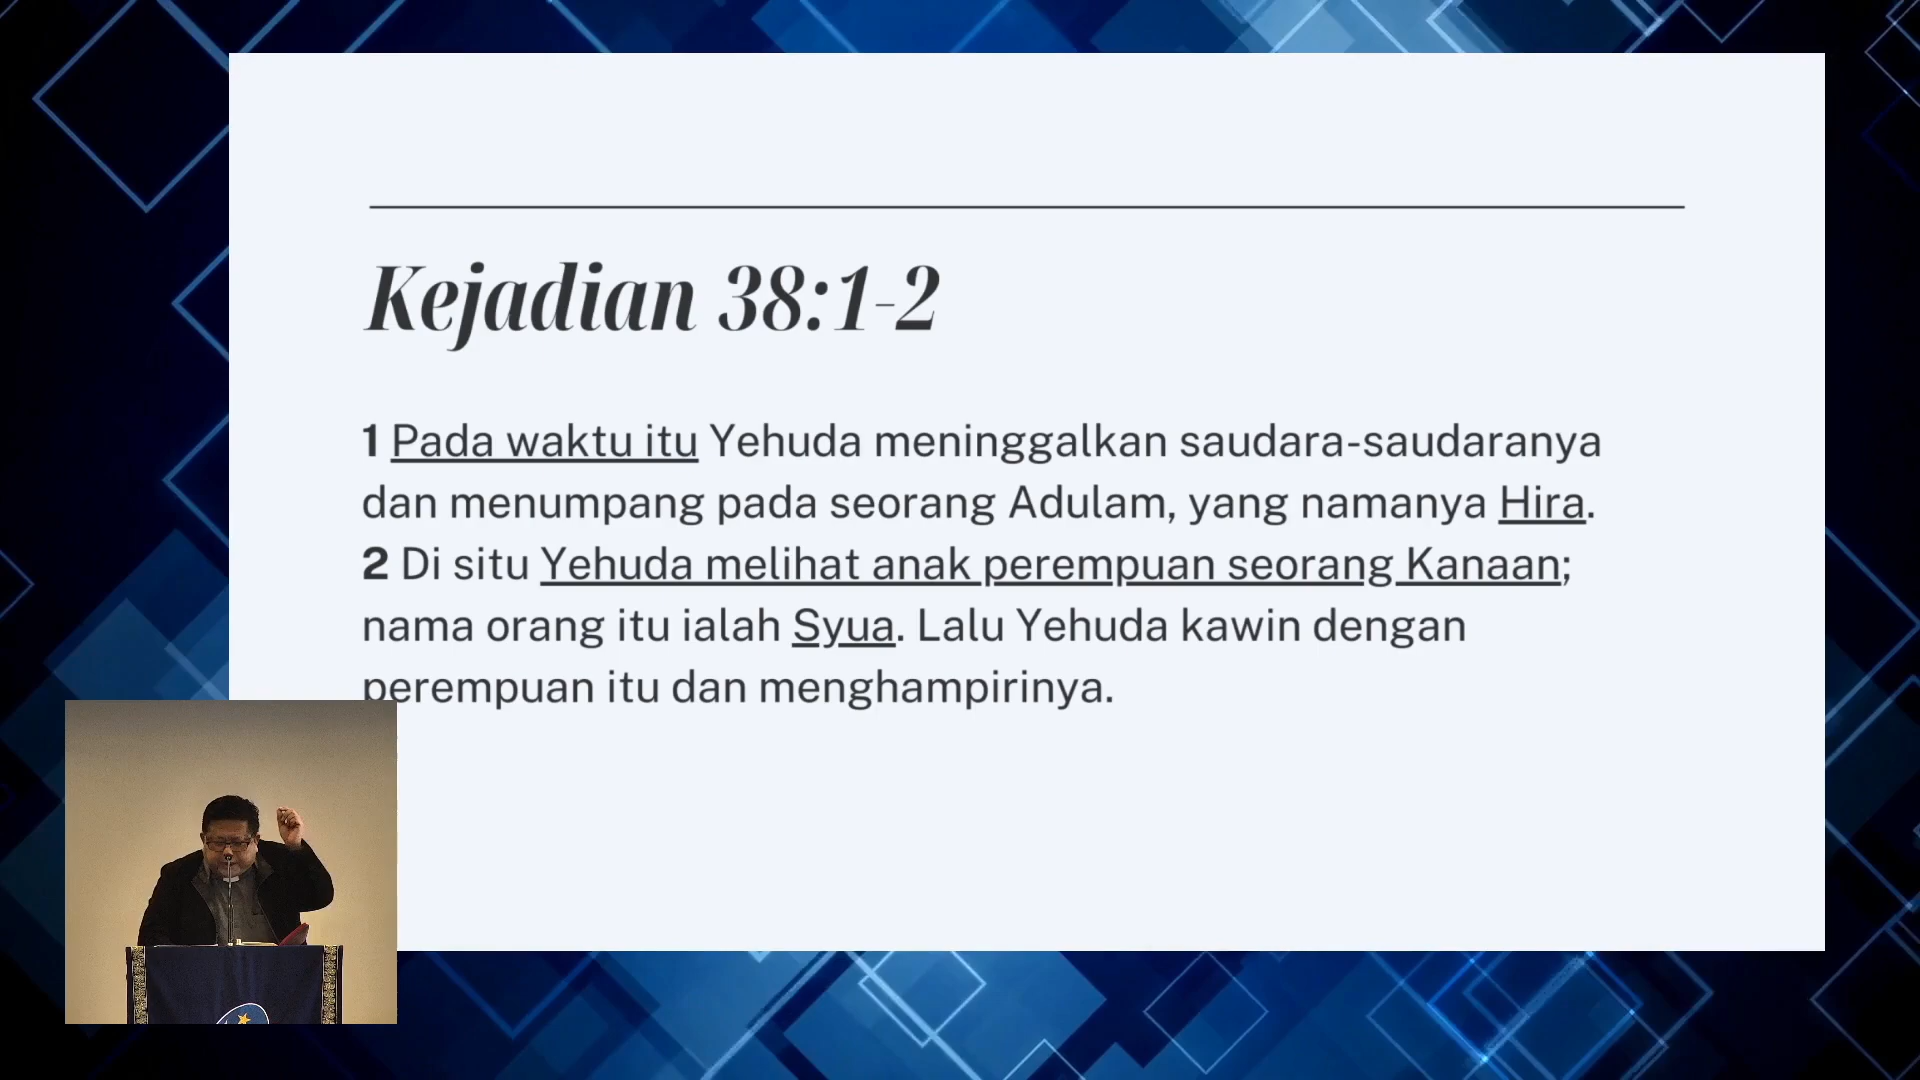 Kejadian 38:1-2
1 Pada waktu itu Yehuda meninggalkan saudara-saudaranya
dan menumpang pada seorang Adulam, yang namanya Hira.
2 Di situ Yehuda melihat anak perempuan seorang Kanaan;
nama orang itu ialah Syua. Lalu Yehuda kawin dengan
perempuan itu dan menghampirinya.